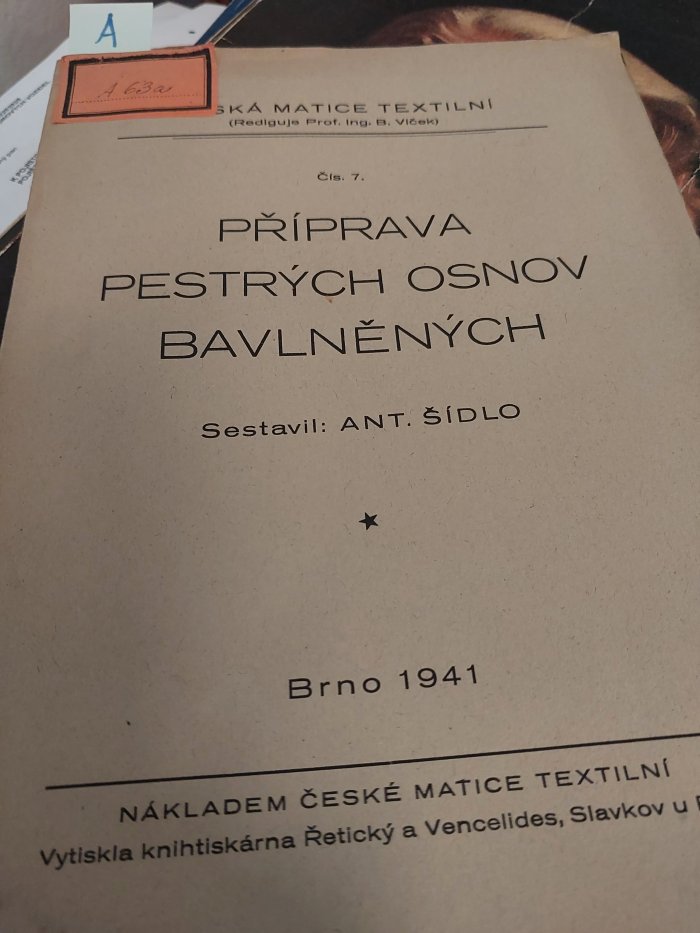 A
A 63a
SKÁ MATICE TEXTILNÍ
(Rediguje Prof. Ing. B. Vlček)
Čís. 7.
PŘÍPRAVA
PESTRÝCH OSNOV
BAVLNĚNÝCH
Sestavil: ANT. ŠÍDLO
Brno 1941
NÁKLADEM ČESKÉ MATICE TEXTILNÍ
Vytiskla knihtiskárna Řetický a Vencelides, Slavkov u